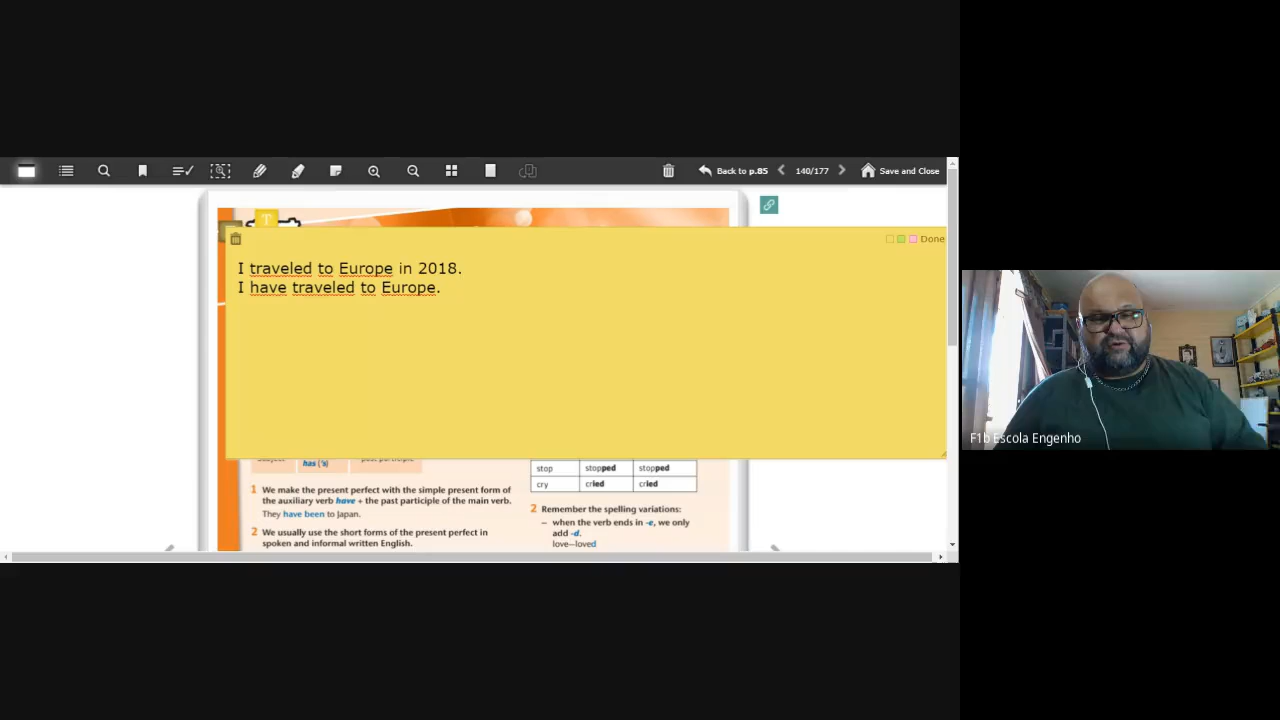 Back to p.85
140/177
Save and Close
T
Done
I traveled to Europe in 2018.
I have traveled to Europe.
has ('s)
past participle
1 We make the present perfect with the simple present form of
the auxiliary verb have + the past participle of the main verb.
They have been to Japan.
2 We usually use the short forms of the present perfect in
spoken and informal written English.
stop stopped stopped
cry cried cried
2 Remember the spelling variations:
– when the verb ends in -e, we only
add -d.
love—loved
F1b Escola Engenho